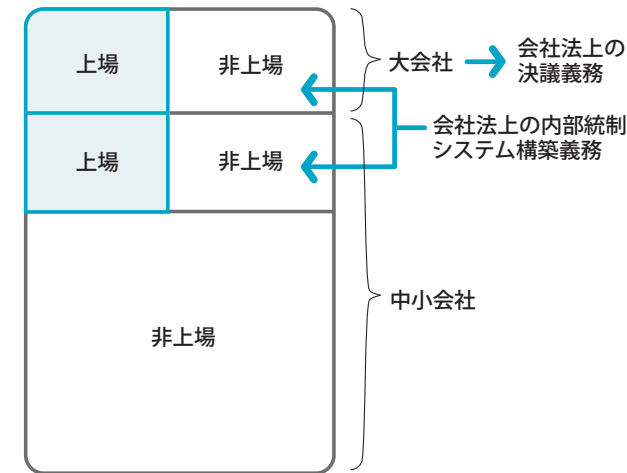 上場
非上場
大会社
会社法上の
決議義務
上場
非上場
会社法上の内部統制
システム構築義務
中小会社
非上場